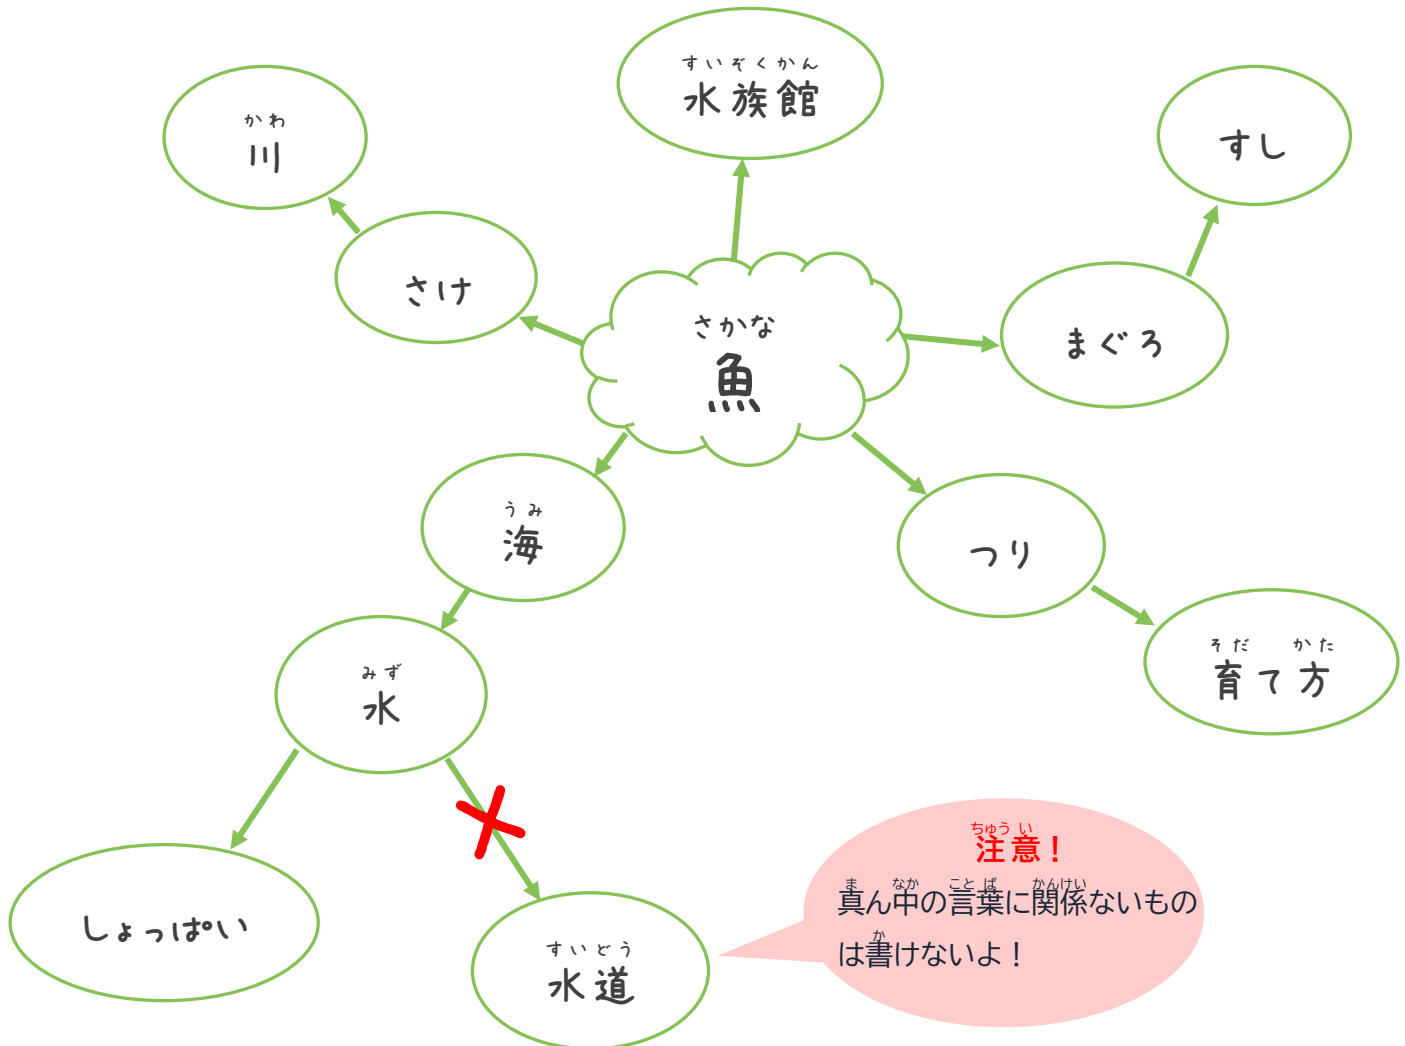 すいぞくかん
水族館
かわ
川
すし
さけ
さかな
魚
まぐろ
うみ
海
つり
そだ かた
育て方
みず
水
しょっぱい
すいどう
水道
ちゅう い
注意！
ま なか こと ば かんけい
真ん中の言葉に関係ないもの
か
は書けないよ！